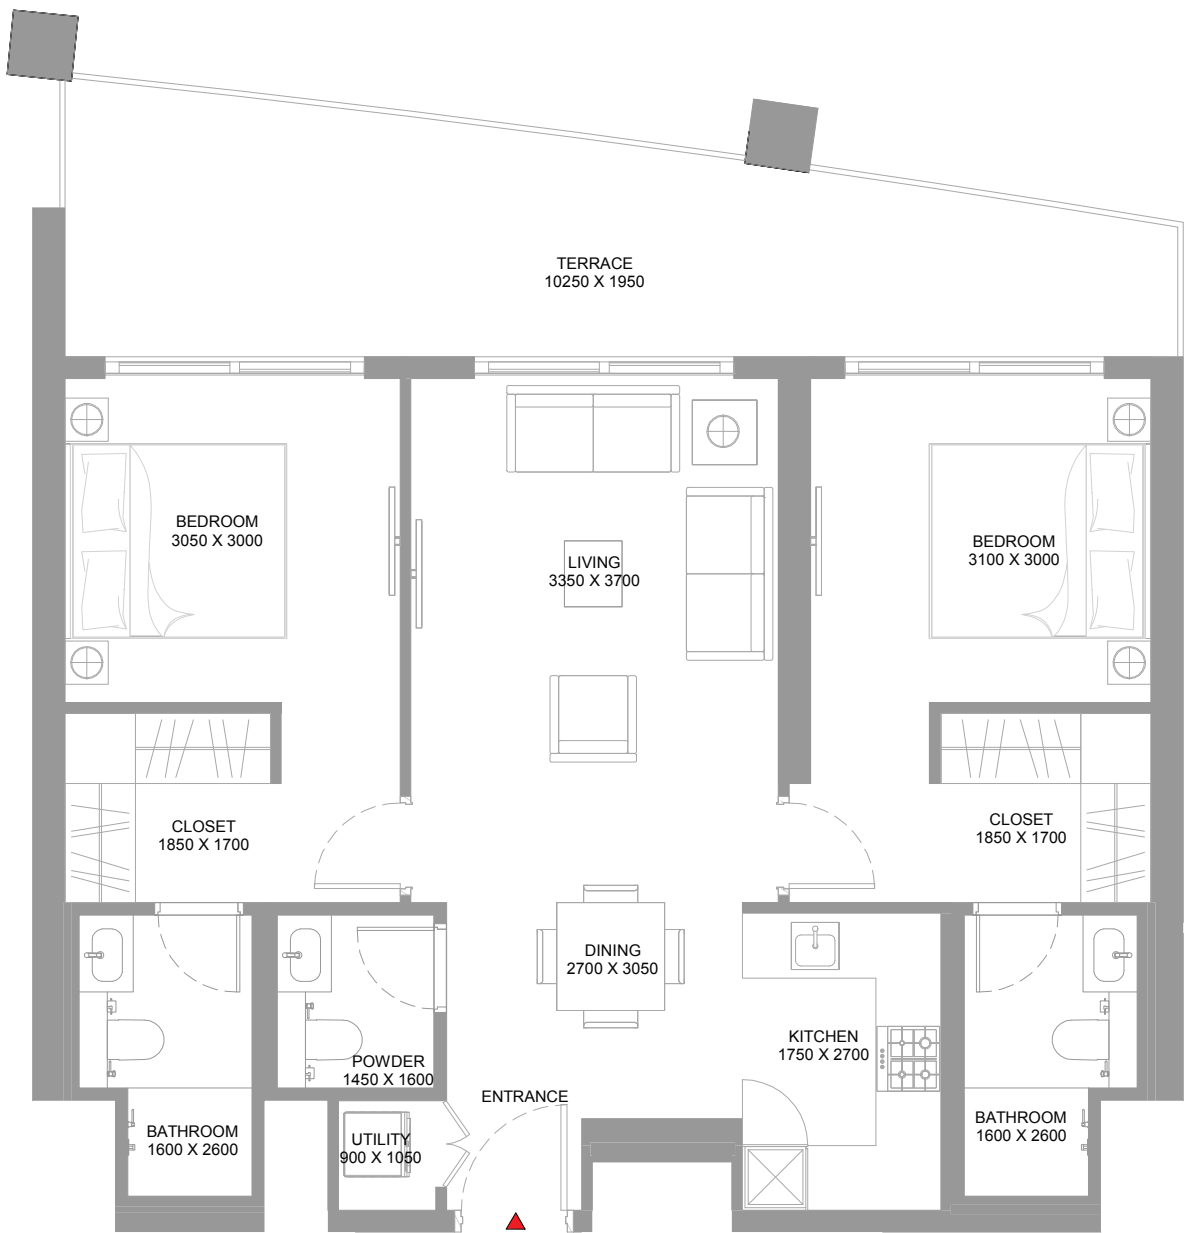 TERRACE
10250 X 1950
BEDROOM
3050 X 3000
LIVING
3350 X 3700
BEDROOM
3100 X 3000
CLOSET
1850 X 1700
CLOSET
1850 X 1700
DINING
2700 X 3050
KITCHEN
1750 X 2700
POWDER
1450 X 1600
ENTRANCE
BATHROOM
1600 X 2600
UTILITY
900 X 1050
BATHROOM
1600 X 2600